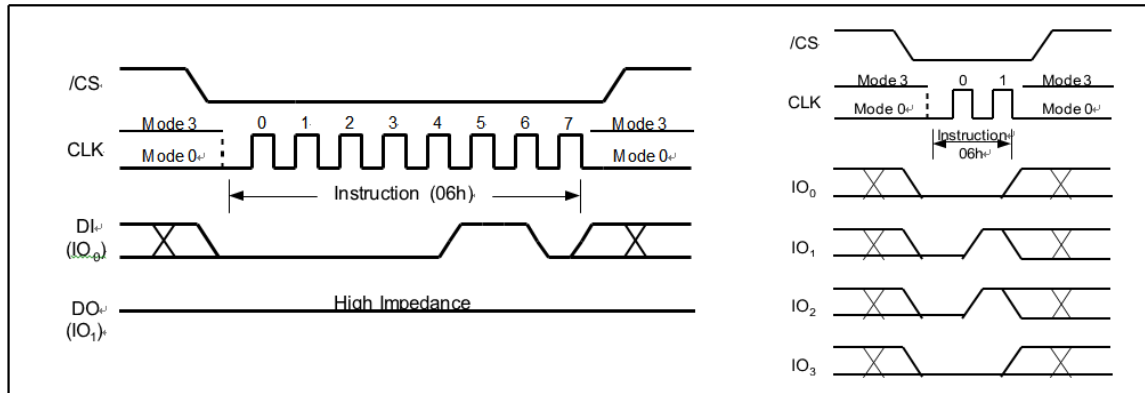 /CS
Mode 3 0 1 2 3 4 5 6 7 Mode 3
CLK
Mode 0 Mode 0
Instruction (06h)
DI
(IO0)
High Impedance
DO
(IO1)
/CS
Mode 3 0 1 Mode 3
CLK
Mode 0 Mode 0
Instruction
06h
IO0
IO1
IO2
IO3